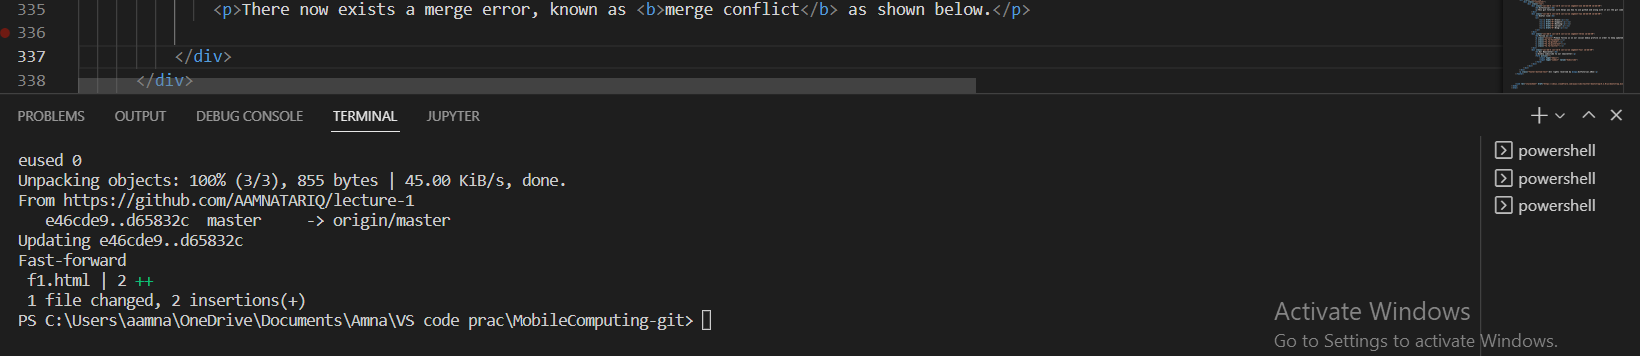 335 <p>There now exists a merge error, known as <b>merge conflict</b> as shown below.</p>
336
337 </div>
338 </div>
PROBLEMS OUTPUT DEBUG CONSOLE TERMINAL JUPYTER
eused 0
Unpacking objects: 100% (3/3), 855 bytes | 45.00 KiB/s, done.
From https://github.com/AAMNATARIQ/lecture-1
e46cde9..d65832c master -> origin/master
Updating e46cde9..d65832c
Fast-forward
f1.html | 2 ++
1 file changed, 2 insertions(+)
PS C:\Users\aamna\OneDrive\Documents\Amna\VS code prac\MobileComputing-git>
powershell
powershell
powershell
Activate Windows
Go to Settings to activate Windows.